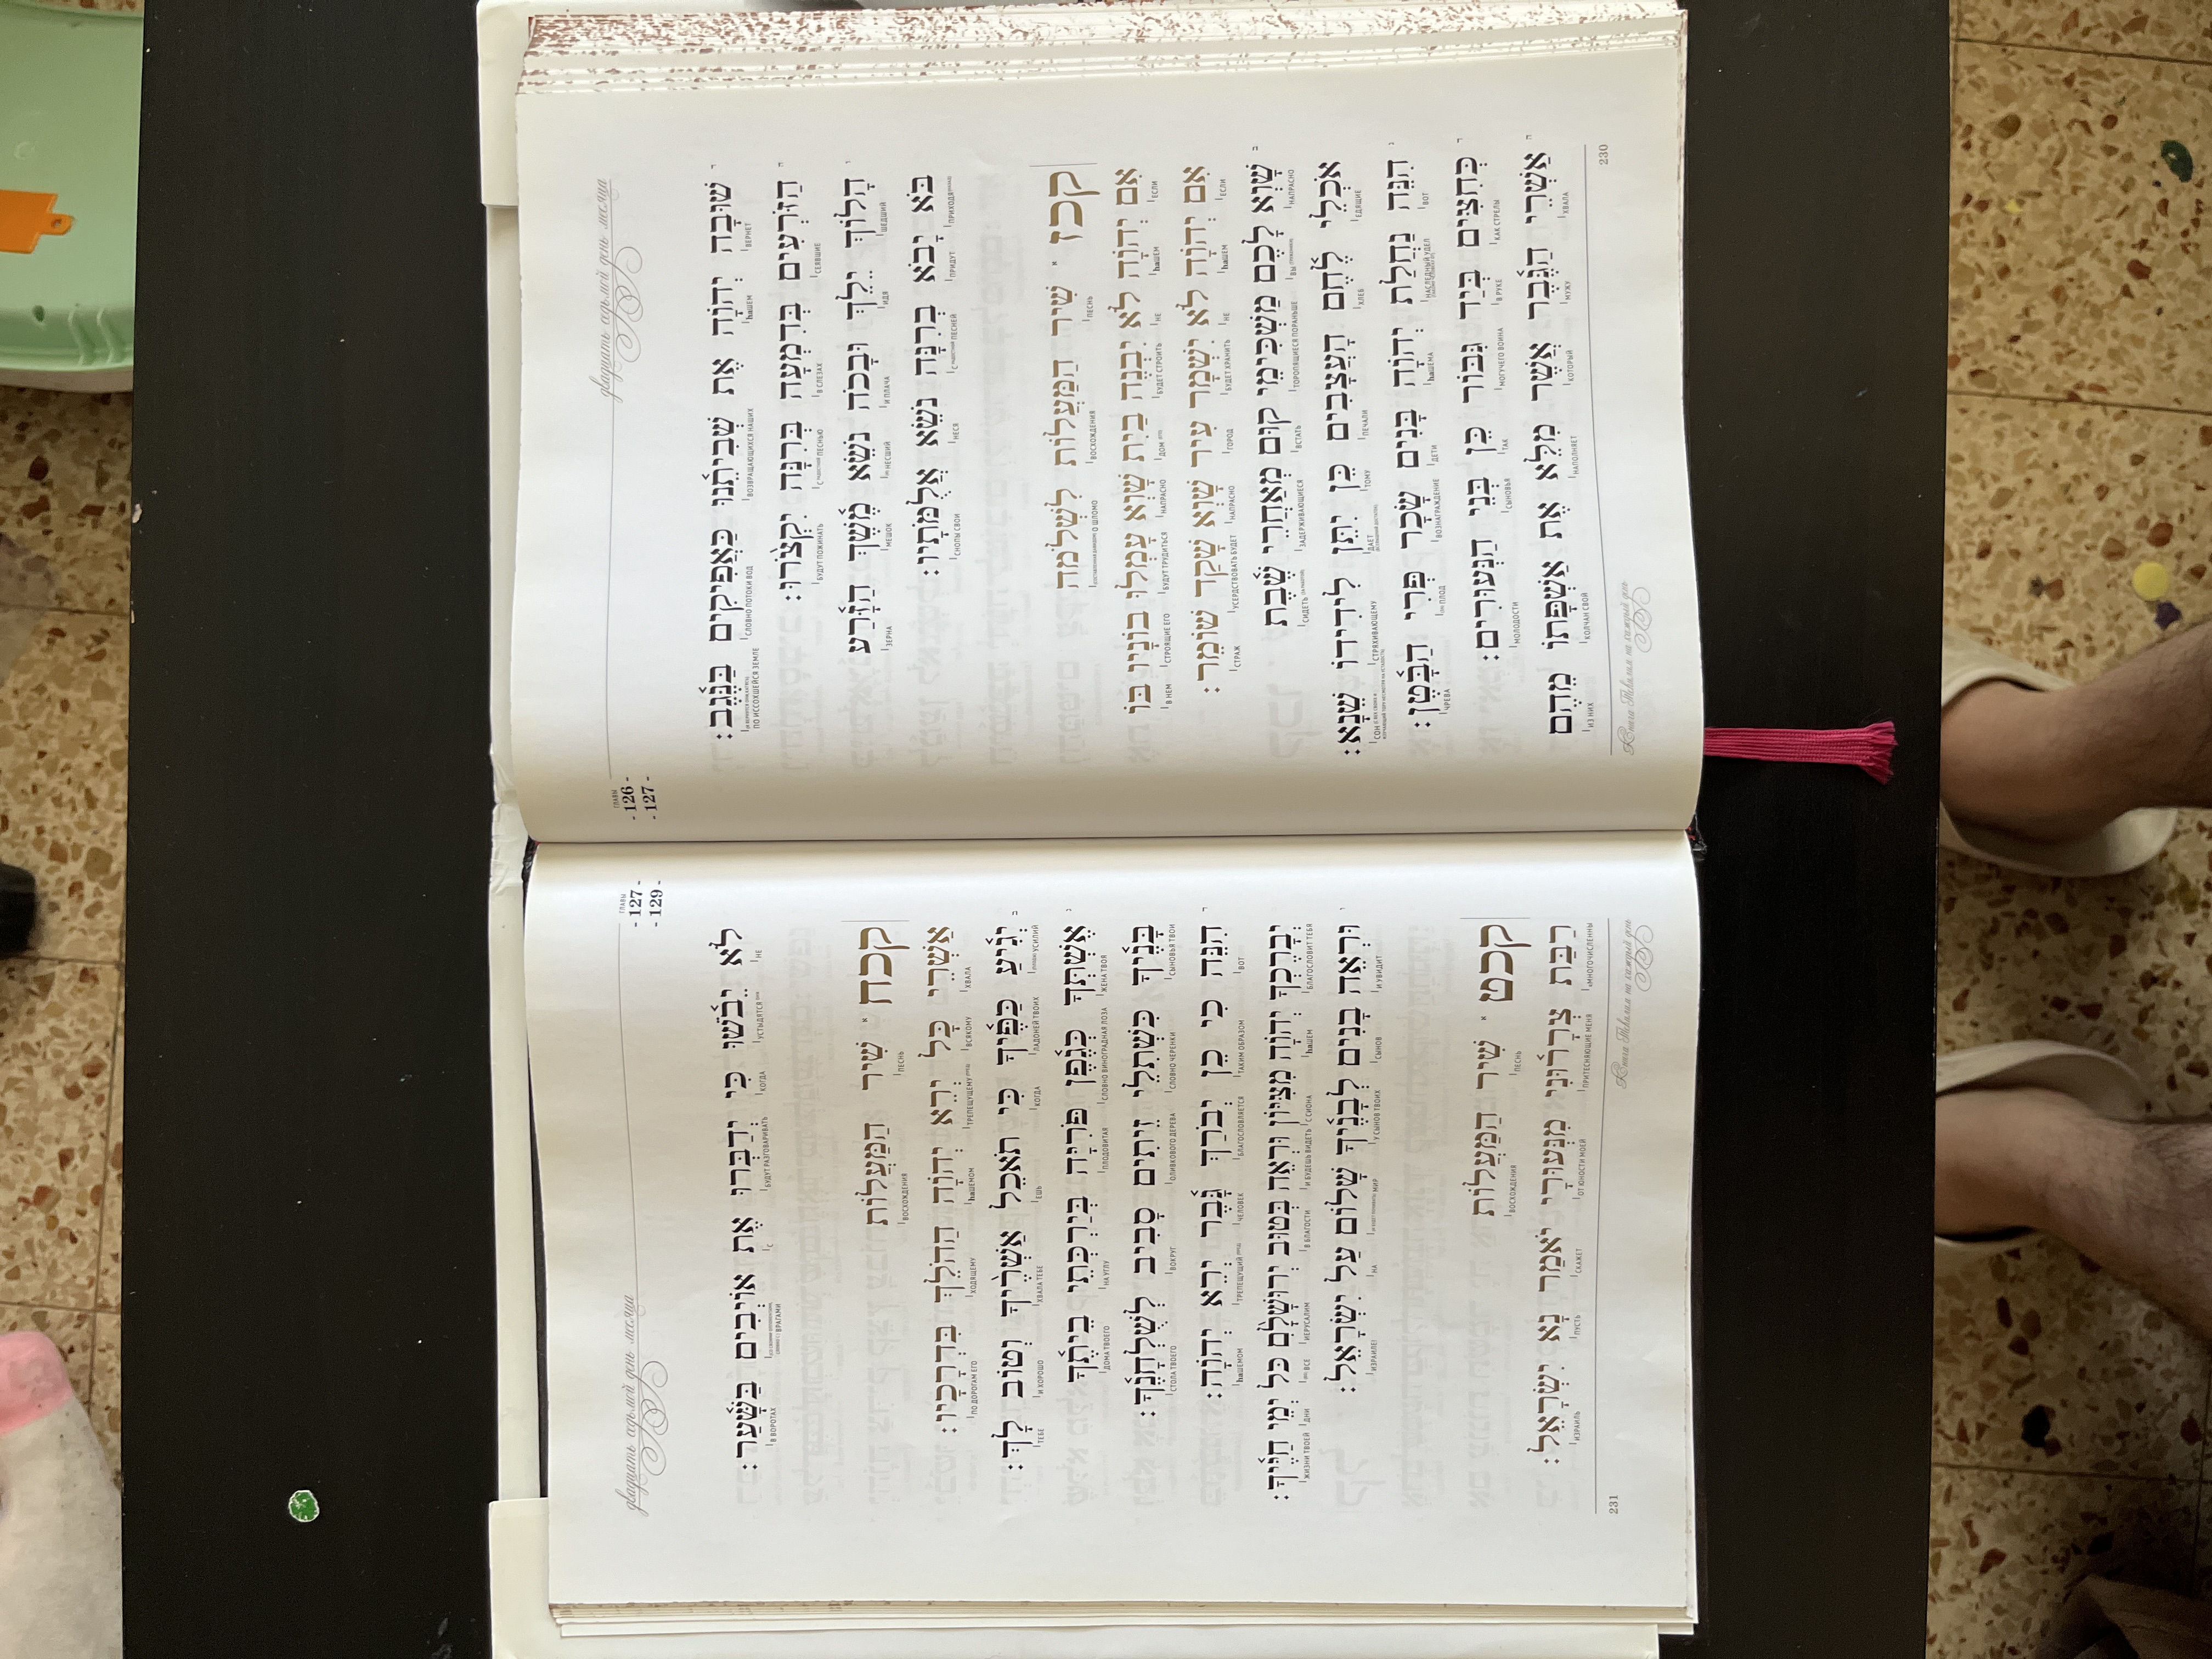 двадцать седьмой день месяца
ГЛАВЫ
- 126 -
- 127 -
שׁוּבָה יְהוָֹה אֶת שְׁבִיתֵנוּ כַּאֲפִיקִים בַּנֶּגֶב:
ВЕРНЕТ haШЕМ ВОЗВРАЩАЮЩИХСЯ НАШИХ СЛОВНО ПОТОКИ ВОД ПО ИССОХШЕЙСЯ ЗЕМЛЕ
ה הַזֹּרְעִים בְּדִמְעָה בְּרִנָּה יִקְצֹרוּ:
СЕЯВШИЕ В СЛЕЗАХ С РАДОСТНОЙ ПЕСНЬЮ БУДУТ ПОЖИНАТЬ
ו הָלוֹךְ יֵלֵךְ וּבָכֹה נֹשֵׂא מֶשֶׁךְ הַזָּרַע
ШЕДШИЙ ИДЯ И ПЛАЧА НЕСШИЙ МЕШОК ЗЕРНА
בֹּא יָבֹא בְרִנָּה נֹשֵׂא אֲלֻמֹּתָיו:
ПРИХОДЯ ПРИДУТ С РАДОСТНОЙ ПЕСНЕЙ НЕСЯ СНОПЫ СВОИ
קכז א שִׁיר הַמַּעֲלוֹת לִשְׁלֹמֹה
ПЕСНЬ ВОСХОЖДЕНИЯ О ШЛОМО
אִם יְהוָֹה לֹא יִבְנֶה בַיִת שָׁוְא עָמְלוּ בוֹנָיו בּוֹ
ЕСЛИ haШЕМ НЕ БУДЕТ СТРОИТЬ ДОМ НАПРАСНО БУДУТ ТРУДИТЬСЯ СТРОЯЩИЕ ЕГО В НЕМ
אִם יְהוָֹה לֹא יִשְׁמָר עִיר שָׁוְא שָׁקַד שׁוֹמֵר:
ЕСЛИ haШЕМ НЕ БУДЕТ ХРАНИТЬ ГОРОД НАПРАСНО УСЕРДСТВОВАТЬ БУДЕТ СТРАЖ
ב שָׁוְא לָכֶם מַשְׁכִּימֵי קוּם מְאַחֲרֵי שֶׁבֶת
НАПРАСНО ВЫ ТОРОПЯЩИЕСЯ ПОРАНЬШЕ ВСТАТЬ ЗАДЕРЖИВАЮЩИЕСЯ СИДЕТЬ
אֹכְלֵי לֶחֶם הָעֲצָבִים כֵּן יִתֵּן לִידִידוֹ שֵׁנָא:
ЕДЯЩИЕ ХЛЕБ ПЕЧАЛИ ТОМУ ДАЕТ СТРЯХИВАЮЩЕМУ СОН
ג הִנֵּה נַחֲלַת יְהוָֹה בָּנִים שָׂכָר פְּרִי הַבָּטֶן:
ВОТ НАСЛЕДНЫЙ УДЕЛ haШЕМА ДЕТИ ВОЗНАГРАЖДЕНИЕ ПЛОД ЧРЕВА
ד כְּחִצִּים בְּיַד גִּבּוֹר כֵּן בְּנֵי הַנְּעוּרִים:
КАК СТРЕЛЫ В РУКЕ МОГУЧЕГО ВОИНА ТАК СЫНОВЬЯ МОЛОДОСТИ
ה אַשְׁרֵי הַגֶּבֶר אֲשֶׁר מִלֵּא אֶת אַשְׁפָּתוֹ מֵהֶם
ХВАЛА МУЖУ КОТОРЫЙ НАПОЛНЯЕТ КОЛЧАН СВОЙ ИЗ НИХ
230
Книга Теhилим на каждый день
двадцать седьмой день месяца
ГЛАВЫ
- 127 -
- 129 -
לֹא יֵבֹשׁוּ כִּי יְדַבְּרוּ אֶת אוֹיְבִים בַּשָּׁעַר:
НЕ УСТЫДЯТСЯ ОНИ КОГДА БУДУТ РАЗГОВАРИВАТЬ С ВРАГАМИ В ВОРОТАХ
קכח א שִׁיר הַמַּעֲלוֹת
ПЕСНЬ ВОСХОЖДЕНИЯ
אַשְׁרֵי כָּל יְרֵא יְהוָֹה הַהֹלֵךְ בִּדְרָכָיו:
ХВАЛА ВСЯКОМУ ТРЕПЕЩУЩЕМУ haШЕМОМ ХОДЯЩЕМУ ПО ДОРОГАМ ЕГО
ב יְגִיעַ כַּפֶּיךָ כִּי תֹאכֵל אַשְׁרֶיךָ וְטוֹב לָךְ:
УСИЛИЙ ЛАДОНЕЙ ТВОИХ КОГДА ЕШЬ ХВАЛА ТЕБЕ И ХОРОШО ТЕБЕ
ג אֶשְׁתְּךָ כְּגֶפֶן פֹּרִיָּה בְּיַרְכְּתֵי בֵיתֶךָ
ЖЕНА ТВОЯ СЛОВНО ВИНОГРАДНАЯ ЛОЗА ПЛОДОВИТАЯ НА УГЛУ ДОМА ТВОЕГО
בָּנֶיךָ כִּשְׁתִלֵי זֵיתִים סָבִיב לְשֻׁלְחָנֶךָ:
СЫНОВЬЯ ТВОИ СЛОВНО ЧЕРЕНКИ ОЛИВКОВОГО ДЕРЕВА ВОКРУГ СТОЛА ТВОЕГО
ד הִנֵּה כִי כֵן יְבֹרַךְ גָּבֶר יְרֵא יְהוָֹה:
ВОТ ТАКИМ ОБРАЗОМ БЛАГОСЛОВЛЯЕТСЯ ЧЕЛОВЕК ТРЕПЕЩУЩИЙ haШЕМОМ
יְבָרֶכְךָ יְהוָֹה מִצִּיּוֹן וּרְאֵה בְּטוּב יְרוּשָׁלָםִ כֹּל יְמֵי חַיֶּיךָ:
БЛАГОСЛОВИТ ТЕБЯ haШЕМ С СИОНА И БУДЕШЬ ВИДЕТЬ В БЛАГОСТИ ИЕРУСАЛИМ ВСЕ ДНИ ЖИЗНИ ТВОЕЙ
ו וּרְאֵה בָנִים לְבָנֶיךָ שָׁלוֹם עַל יִשְׂרָאֵל:
И УВИДИТ СЫНОВ У СЫНОВ ТВОИХ МИР НА ИЗРАИЛЕ!
קכט א שִׁיר הַמַּעֲלוֹת
ПЕСНЬ ВОСХОЖДЕНИЯ
רַבַּת צְרָרוּנִי מִנְּעוּרָי יֹאמַר נָא יִשְׂרָאֵל:
«МНОГОЧИСЛЕННЫ ПРИТЕСНЯЮЩИЕ МЕНЯ ОТ ЮНОСТИ МОЕЙ СКАЖЕТ ПУСТЬ ИЗРАИЛЬ
231
Книга Теhилим на каждый день